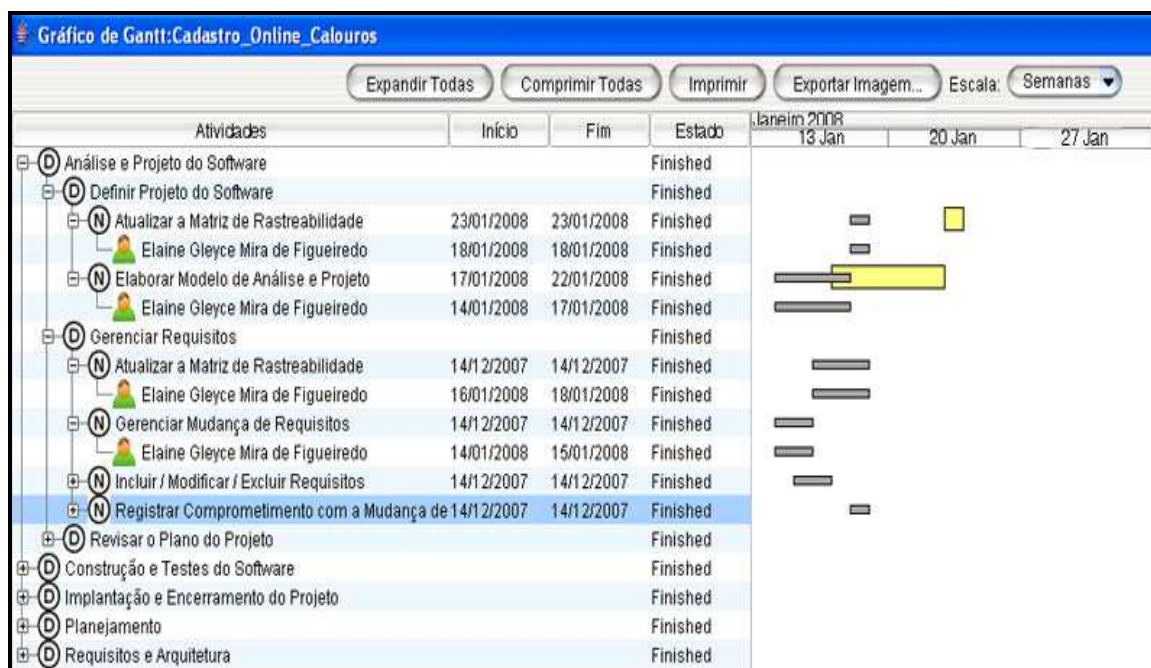 Gráfico de Gantt:Cadastro_Online_Calouros
Expandir Todas Comprimir Todas Imprimir Exportar Imagem... Escala: Semanas
Atividades Início Fim Estado Janeiro 2008
13 Jan 20 Jan 27 Jan
D Análise e Projeto do Software Finished
D Definir Projeto do Software Finished
N Atualizar a Matriz de Rastreabilidade 23/01/2008 23/01/2008 Finished
Elaine Gleyce Mira de Figueiredo 18/01/2008 18/01/2008 Finished
N Elaborar Modelo de Análise e Projeto 17/01/2008 22/01/2008 Finished
Elaine Gleyce Mira de Figueiredo 14/01/2008 17/01/2008 Finished
D Gerenciar Requisitos Finished
N Atualizar a Matriz de Rastreabilidade 14/12/2007 14/12/2007 Finished
Elaine Gleyce Mira de Figueiredo 16/01/2008 18/01/2008 Finished
N Gerenciar Mudança de Requisitos 14/12/2007 14/12/2007 Finished
Elaine Gleyce Mira de Figueiredo 14/01/2008 15/01/2008 Finished
N Incluir / Modificar / Excluir Requisitos 14/12/2007 14/12/2007 Finished
N Registrar Comprometimento com a Mudança de 14/12/2007 14/12/2007 Finished
D Revisar o Plano do Projeto Finished
D Construção e Testes do Software Finished
D Implantação e Encerramento do Projeto Finished
D Planejamento Finished
D Requisitos e Arquitetura Finished